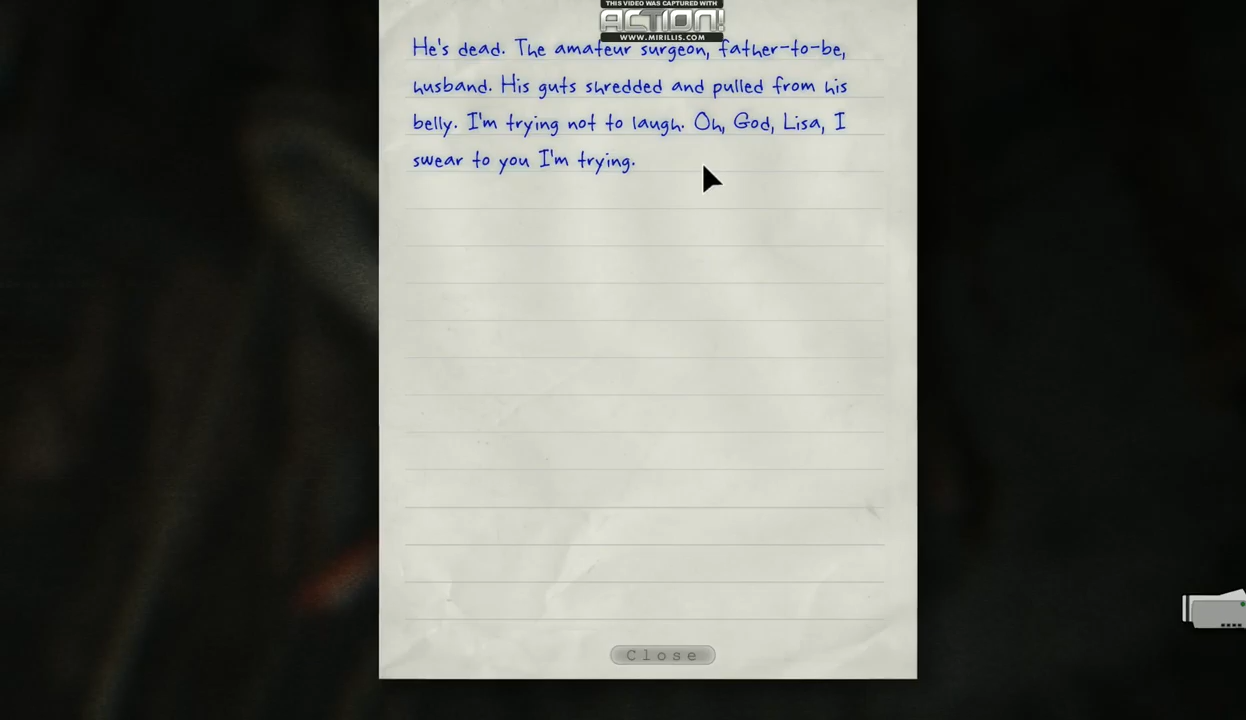 THIS VIDEO WAS CAPTURED WITH
ACTION!
WWW.MIRILLIS.COM
He's dead. The amateur surgeon, father-to-be,
husband. His guts shredded and pulled from his
belly. I'm trying not to laugh. Oh, God, Lisa, I
swear to you I'm trying.
Close